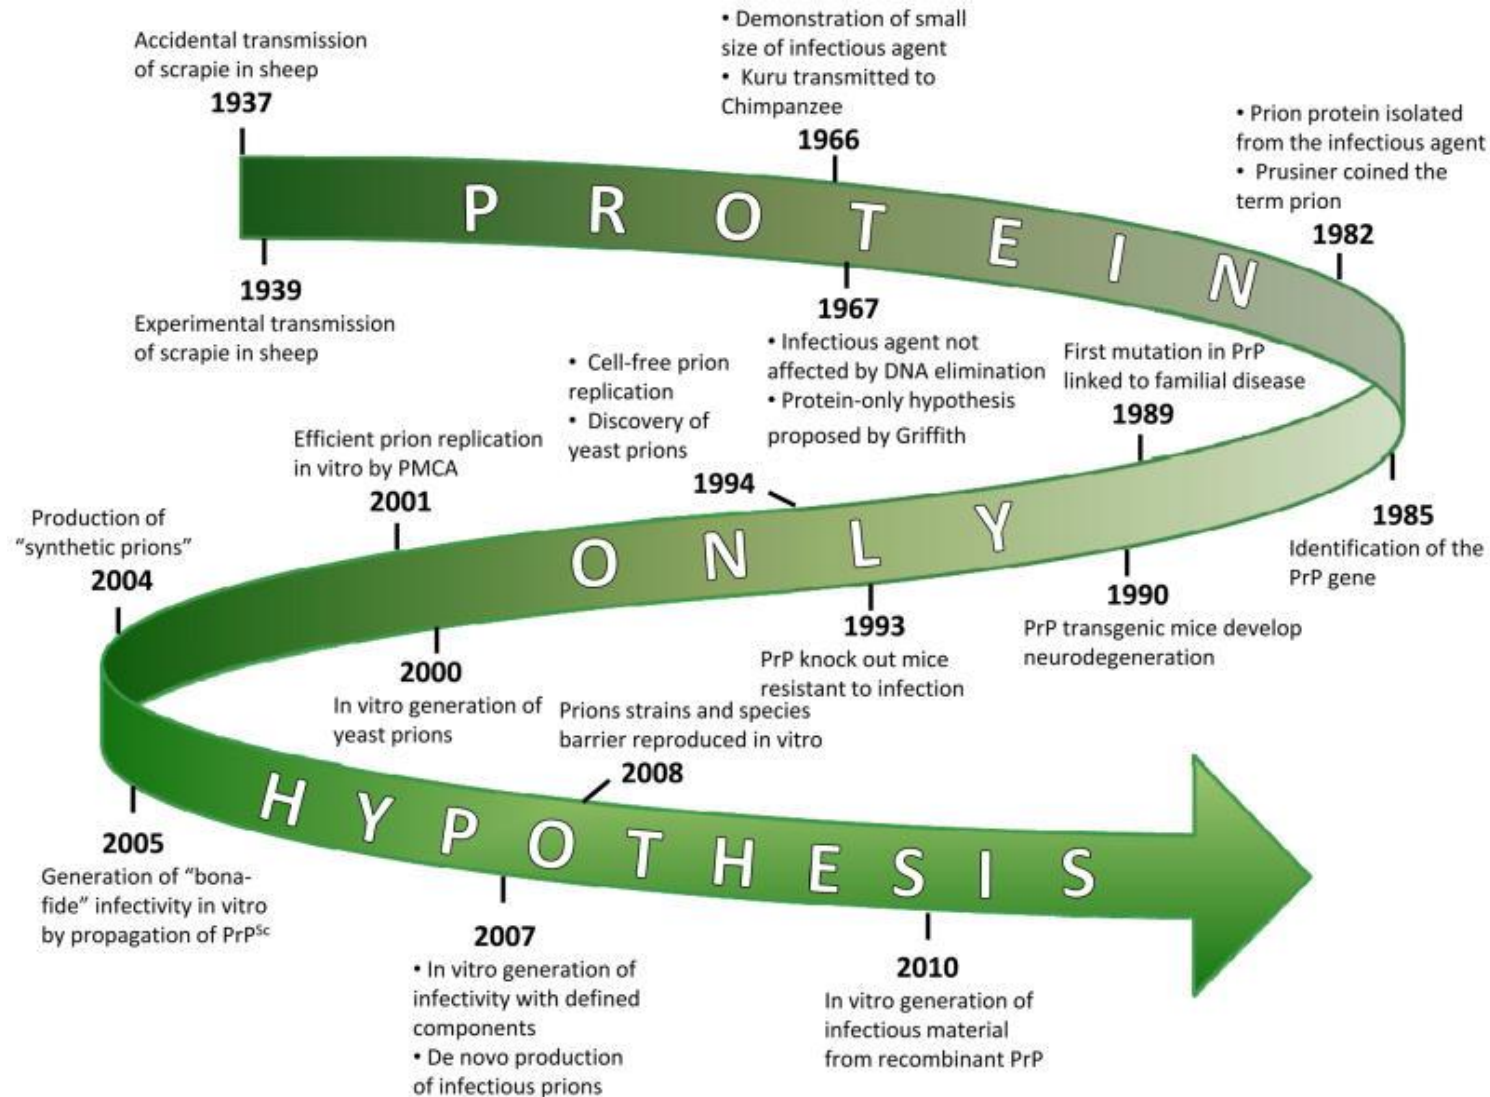 Accidental transmission
of scrapie in sheep
1937
• Demonstration of small
size of infectious agent
• Kuru transmitted to
Chimpanzee
1966
• Prion protein isolated
from the infectious agent
• Prusiner coined the
term prion
1982
P R O T E I N
1939
Experimental transmission
of scrapie in sheep
1967
• Infectious agent not
affected by DNA elimination
• Protein-only hypothesis
proposed by Griffith
First mutation in PrP
linked to familial disease
1989
1985
Identification of the
PrP gene
• Cell-free prion
replication
• Discovery of
yeast prions
1994
Efficient prion replication
in vitro by PMCA
2001
Production of
“synthetic prions”
2004
O N L Y
1990
PrP transgenic mice develop
neurodegeneration
1993
PrP knock out mice
resistant to infection
2000
In vitro generation of
yeast prions
Prions strains and species
barrier reproduced in vitro
2008
H Y P O T H E S I S
2005
Generation of “bona-
fide” infectivity in vitro
by propagation of PrPSc
2007
• In vitro generation of
infectivity with defined
components
• De novo production
of infectious prions
2010
In vitro generation of
infectious material
from recombinant PrP